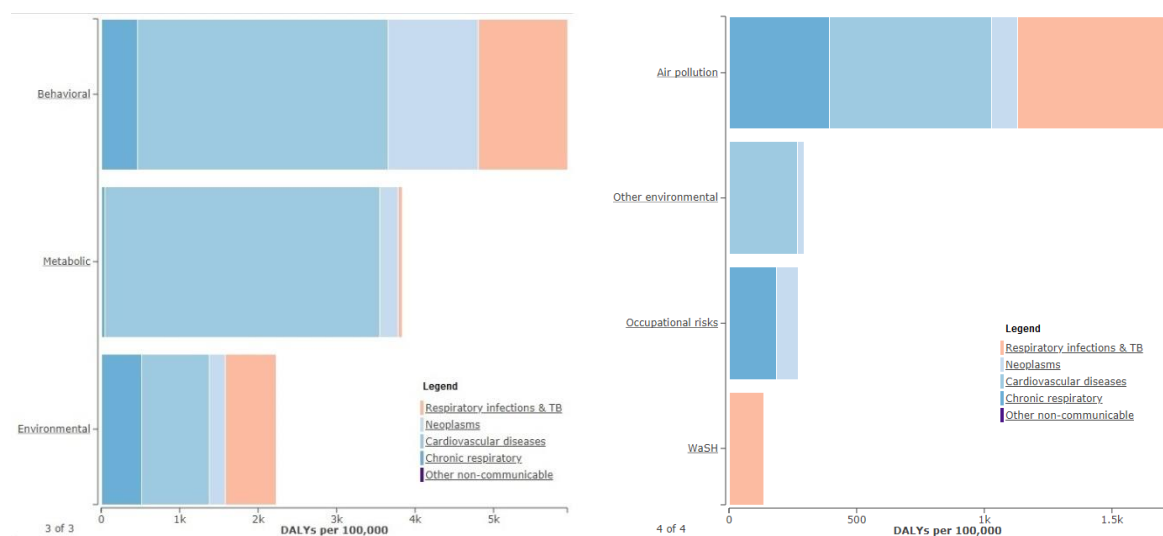 Behavioral
Metabolic
Environmental
Legend
Respiratory infections & TB
Neoplasms
Cardiovascular diseases
Chronic respiratory
Other non-communicable
0 1k 2k 3k 4k 5k
3 of 3
DALYs per 100,000
Air pollution
Other environmental
Occupational risks
WaSH
Legend
Respiratory infections & TB
Neoplasms
Cardiovascular diseases
Chronic respiratory
Other non-communicable
0 500 1k 1.5k
4 of 4
DALYs per 100,000